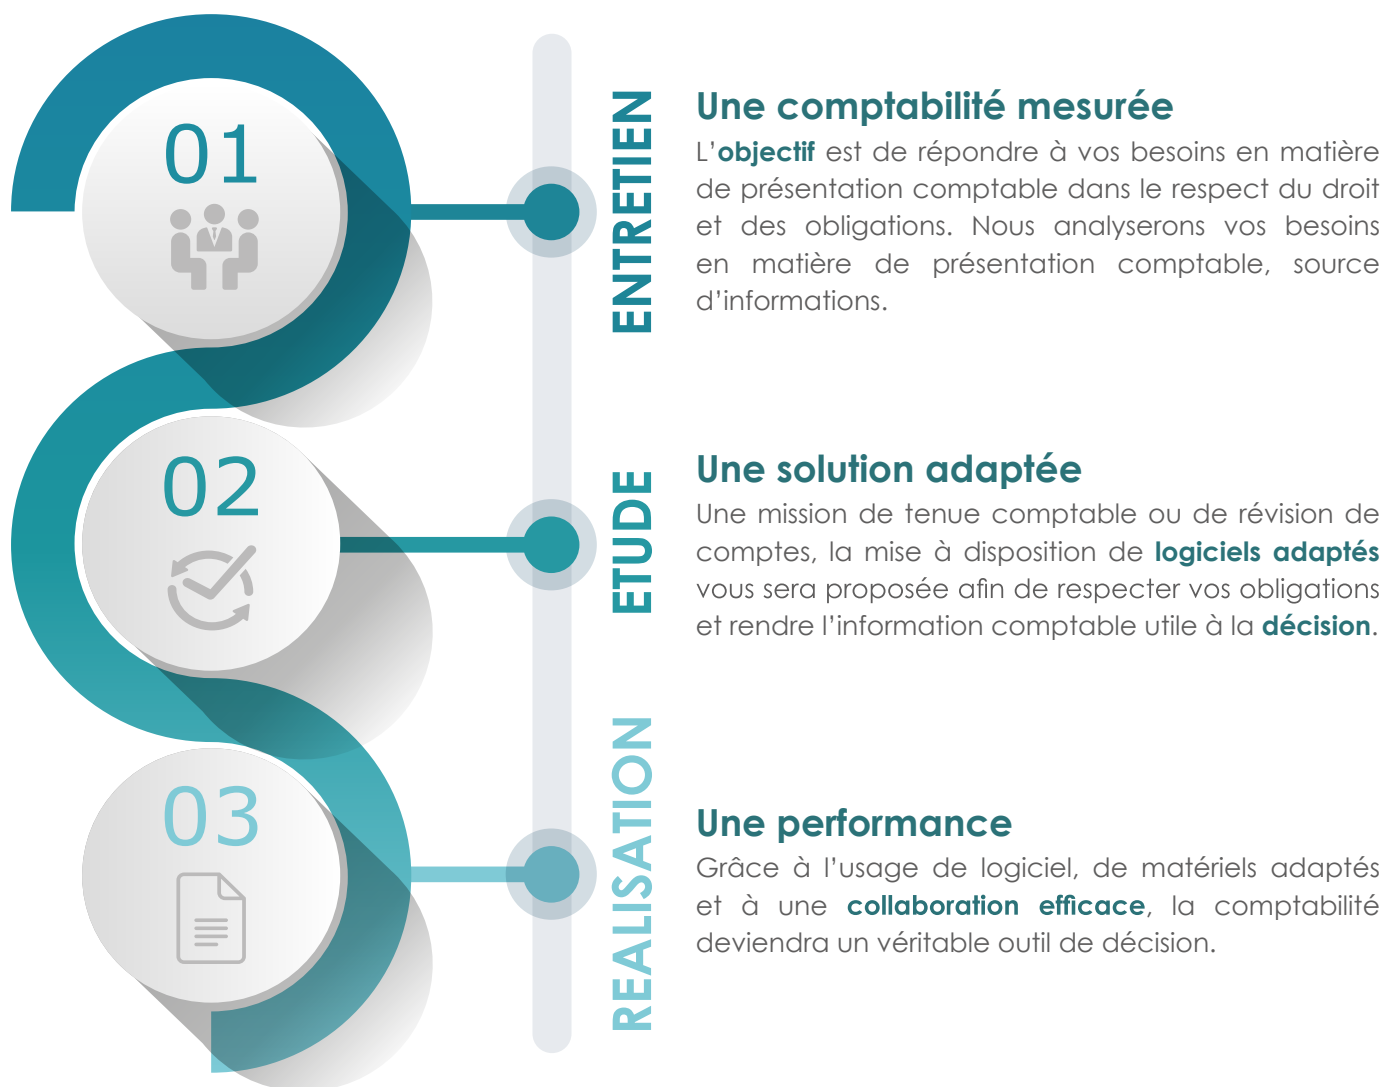 01
ENTRETIEN
Une comptabilité mesurée
L’objectif est de répondre à vos besoins en matière
de présentation comptable dans le respect du droit
et des obligations. Nous analyserons vos besoins
en matière de présentation comptable, source
d’informations.
02
ETUDE
Une solution adaptée
Une mission de tenue comptable ou de révision de
comptes, la mise à disposition de logiciels adaptés
vous sera proposée afin de respecter vos obligations
et rendre l’information comptable utile à la décision.
03
REALISATION
Une performance
Grâce à l’usage de logiciel, de matériels adaptés
et à une collaboration efficace, la comptabilité
deviendra un véritable outil de décision.